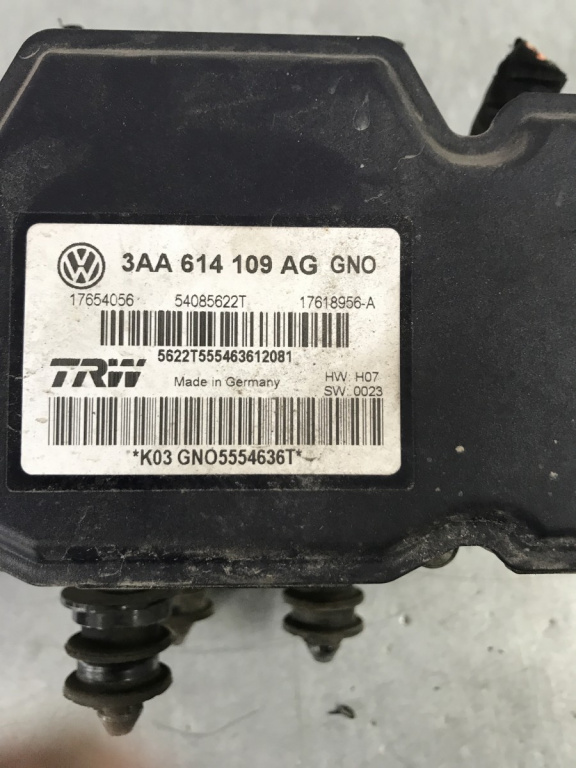 3AA 614 109 AG GNO
17654056 54085622T 17618956-A
5622T555463612081
TRW Made in Germany HW: H07
SW: 0023
*K03 GNO5554636T*